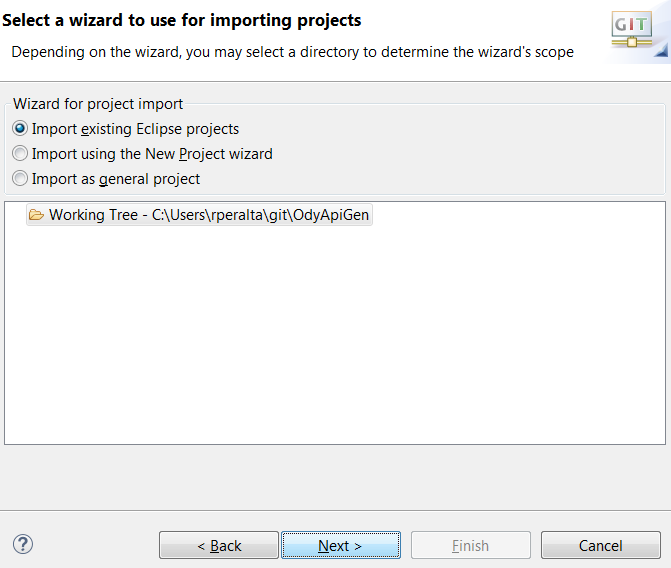 Select a wizard to use for importing projects
GIT
Depending on the wizard, you may select a directory to determine the wizard's scope
Wizard for project import
Import existing Eclipse projects
Import using the New Project wizard
Import as general project
Working Tree - C:\Users\rperalta\git\OdyApiGen
?
< Back
Next >
Finish
Cancel